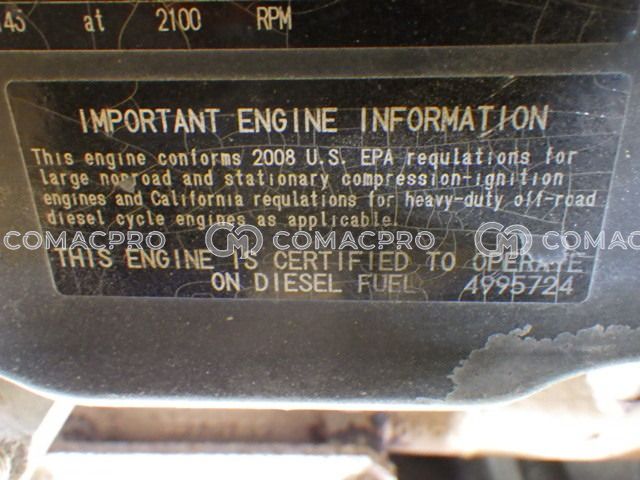 145 at 2100 RPM
IMPORTANT ENGINE INFORMATION
This engine conforms 2008 U.S. EPA regulations for
large nonroad and stationary compression-ignition
engines and California regulations for heavy-duty off-road
diesel cycle engines as applicable.
COMACPRO COMACPRO COMACPRO
THIS ENGINE IS CERTIFIED TO OPERATE
ON DIESEL FUEL 4995724